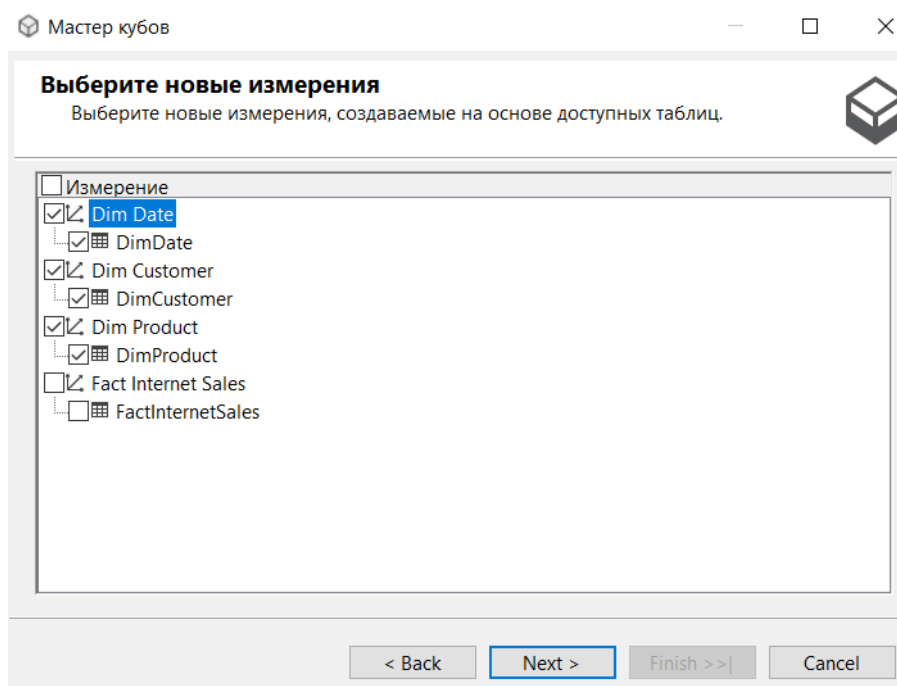 Мастер кубов
Выберите новые измерения
Выберите новые измерения, создаваемые на основе доступных таблиц.
Измерение
Dim Date
DimDate
Dim Customer
DimCustomer
Dim Product
DimProduct
Fact Internet Sales
FactInternetSales
< Back Next > Finish >>| Cancel